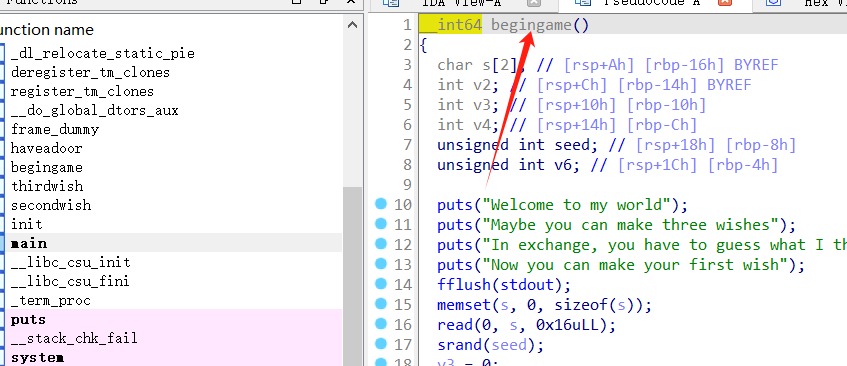 Functions
IDA View-A
Pseudocode A
Hex V
unction name
_dl_relocate_static_pie
deregister_tm_clones
register_tm_clones
__do_global_dtors_aux
frame_dummy
haveadoor
begingame
thirdwish
secondwish
init
main
__libc_csu_init
__libc_csu_fini
_term_proc
puts
__stack_chk_fail
system
1 __int64 begingame()
2 {
3 char s[2]; // [rsp+Ah] [rbp-16h] BYREF
4 int v2; // [rsp+Ch] [rbp-14h] BYREF
5 int v3; // [rsp+10h] [rbp-10h]
6 int v4; // [rsp+14h] [rbp-Ch]
7 unsigned int seed; // [rsp+18h] [rbp-8h]
8 unsigned int v6; // [rsp+1Ch] [rbp-4h]
9
10 puts("Welcome to my world");
11 puts("Maybe you can make three wishes");
12 puts("In exchange, you have to guess what I th
13 puts("Now you can make your first wish");
14 fflush(stdout);
15 memset(s, 0, sizeof(s));
16 read(0, s, 0x16uLL);
17 srand(seed);
18 v3 = 0;